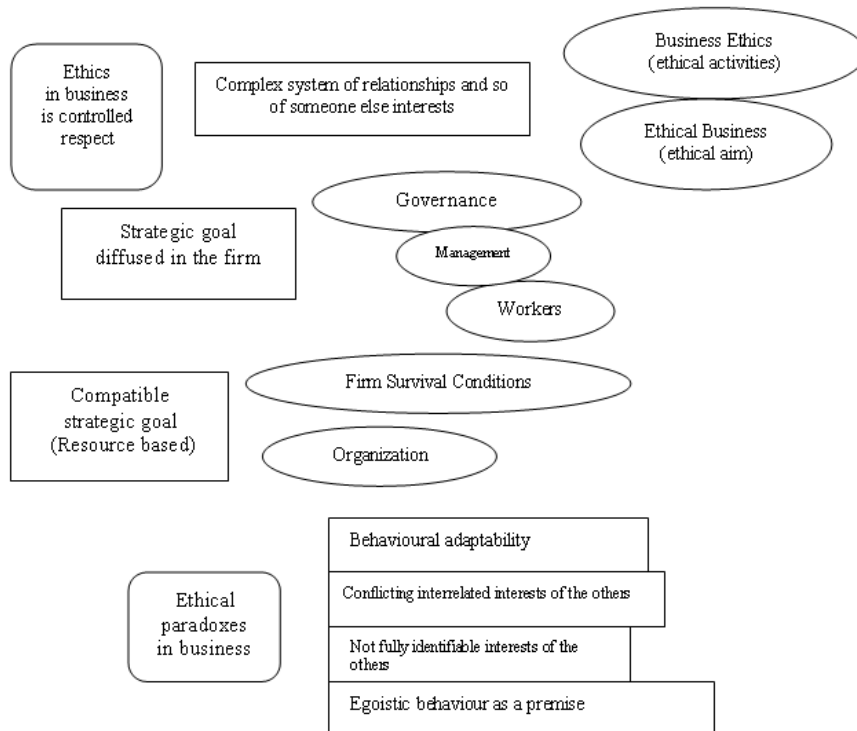 Ethics
in business
is controlled
respect
Complex system of relationships and so
of someone else interests
Business Ethics
(ethical activities)
Ethical Business
(ethical aim)
Strategic goal
diffused in the firm
Governance
Management
Workers
Compatible
strategic goal
(Resource based)
Firm Survival Conditions
Organization
Ethical
paradoxes
in business
Behavioural adaptability
Conflicting interrelated interests of the others
Not fully identifiable interests of the
others
Egoistic behaviour as a premise